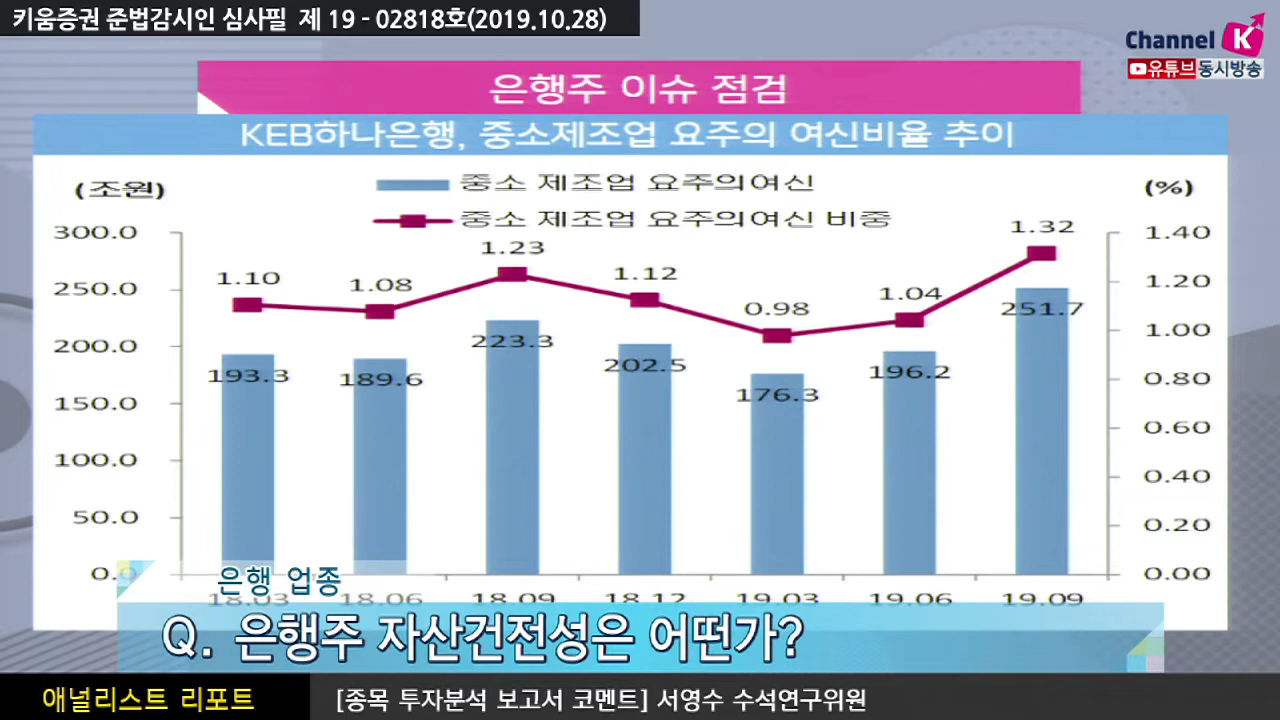 키움증권 준법감시인 심사필 제 19 - 02818호(2019.10.28)
Channel K
유튜브 동시방송
은행주 이슈 점검
KEB하나은행, 중소제조업 요주의 여신비율 추이
(조원)
중소 제조업 요주의여신
(%)
중소 제조업 요주의여신 비중
300.0
250.0
200.0
150.0
100.0
50.0
0.0
1.10
1.08
1.23
1.12
0.98
1.04
1.32
193.3
189.6
223.3
202.5
176.3
196.2
251.7
1.40
1.20
1.00
0.80
0.60
0.40
0.20
0.00
18.03 18.06 18.09 18.12 19.03 19.06 19.09
은행 업종
Q. 은행주 자산건전성은 어떤가?
애널리스트 리포트
[종목 투자분석 보고서 코멘트] 서영수 수석연구위원